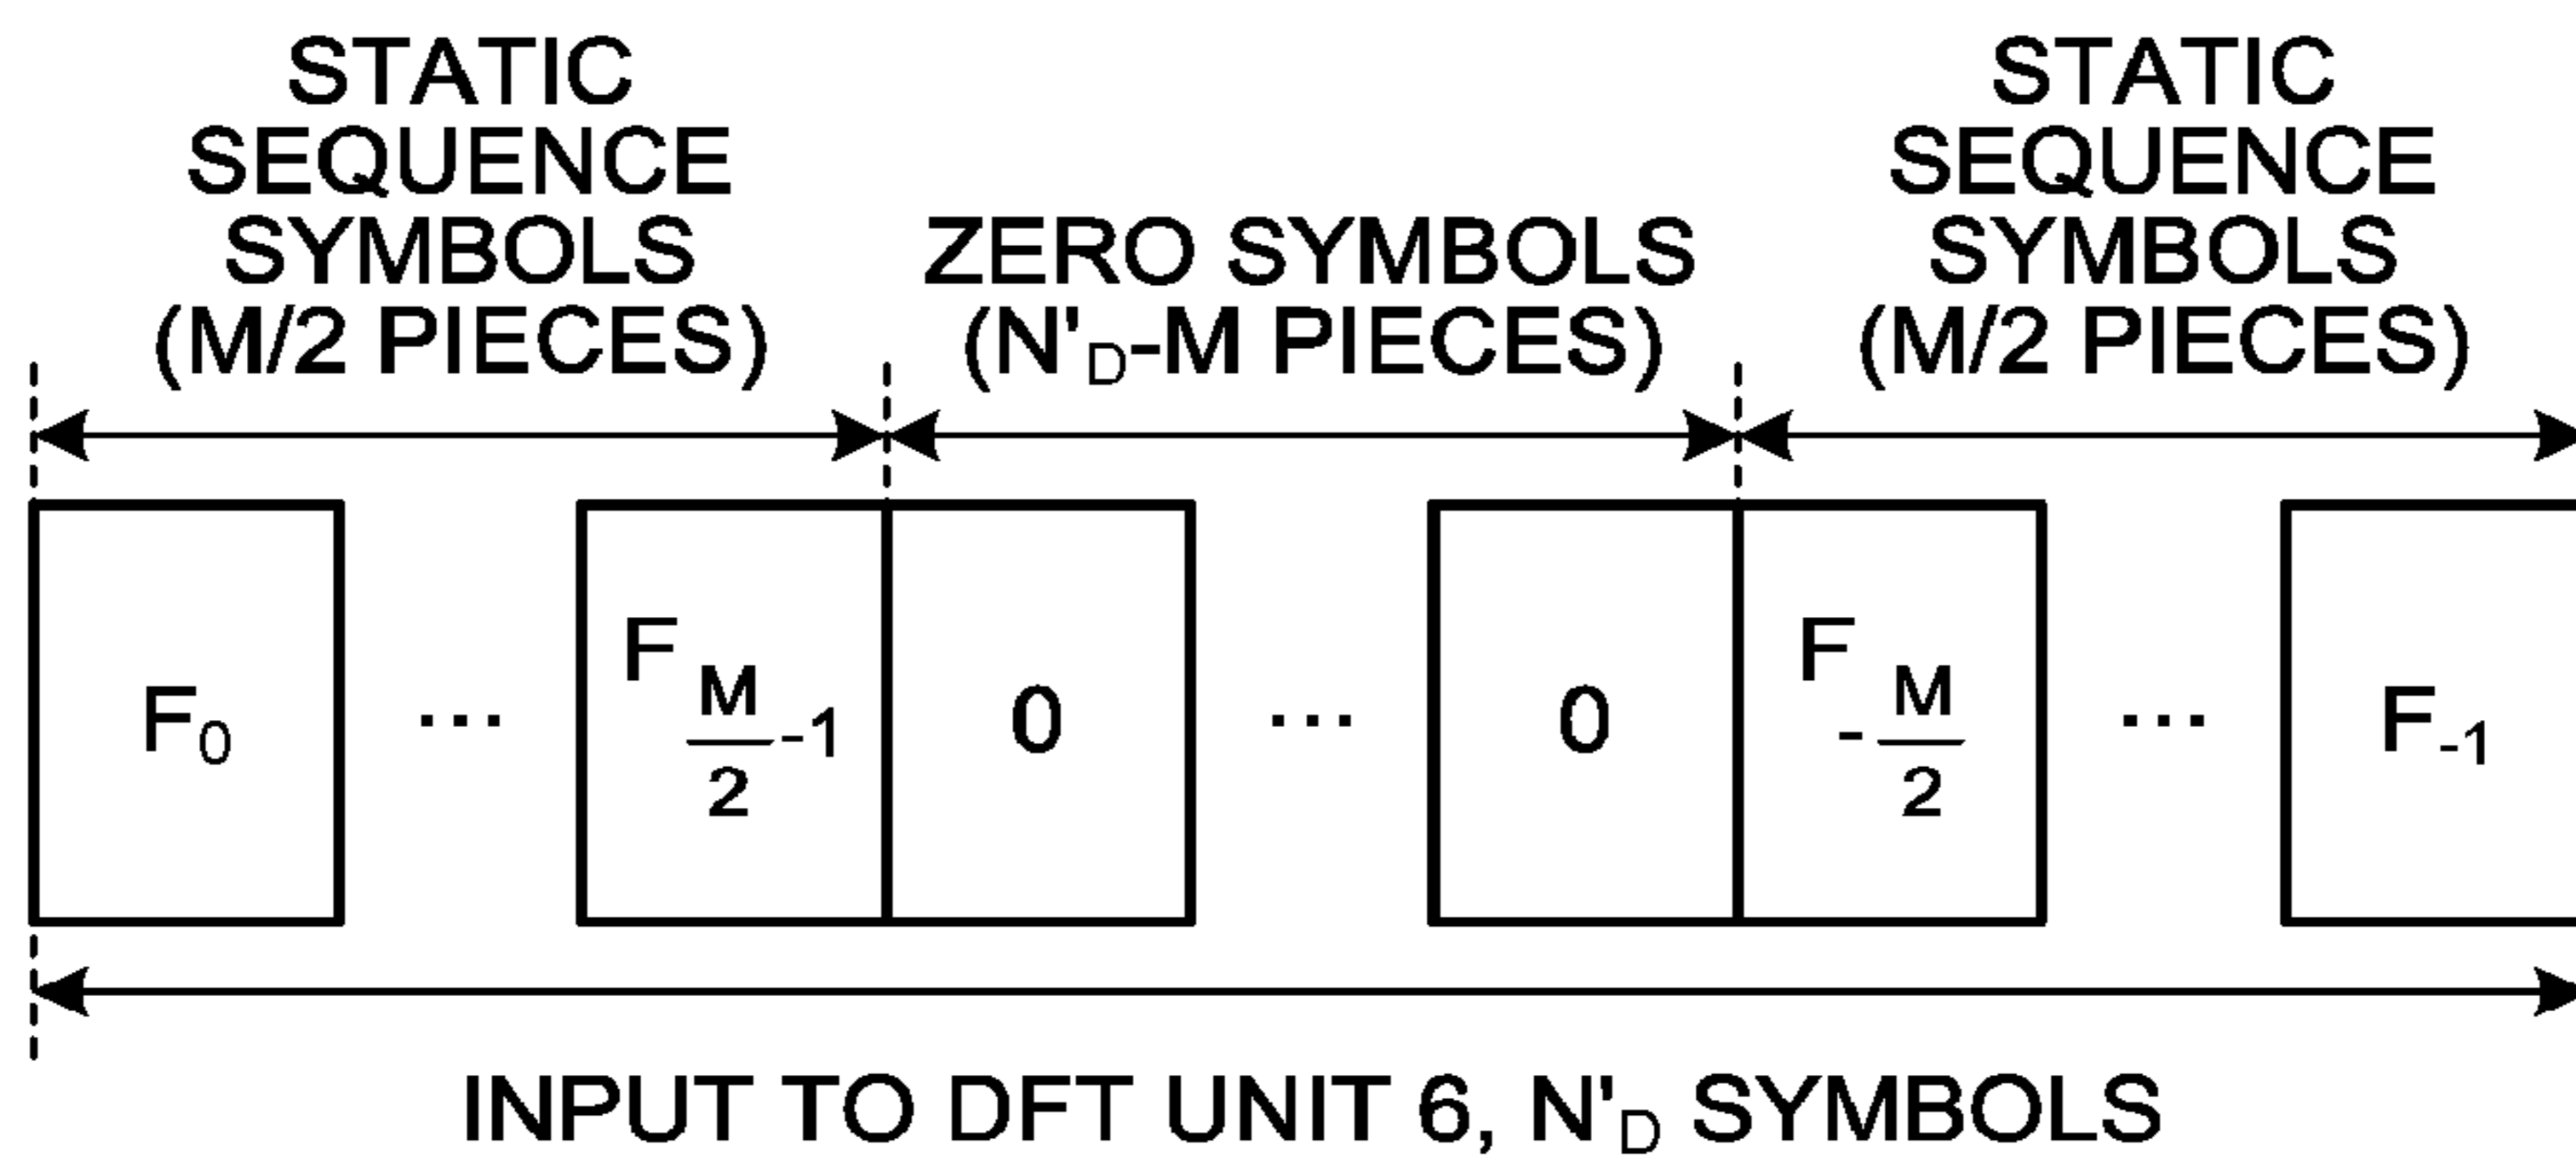 STATIC
SEQUENCE
SYMBOLS
(M/2 PIECES)
ZERO SYMBOLS
(N'D-M PIECES)
STATIC
SEQUENCE
SYMBOLS
(M/2 PIECES)
F0 ... F M/2 -1 0 ... 0 F - M/2 ... F-1
INPUT TO DFT UNIT 6, N'D SYMBOLS